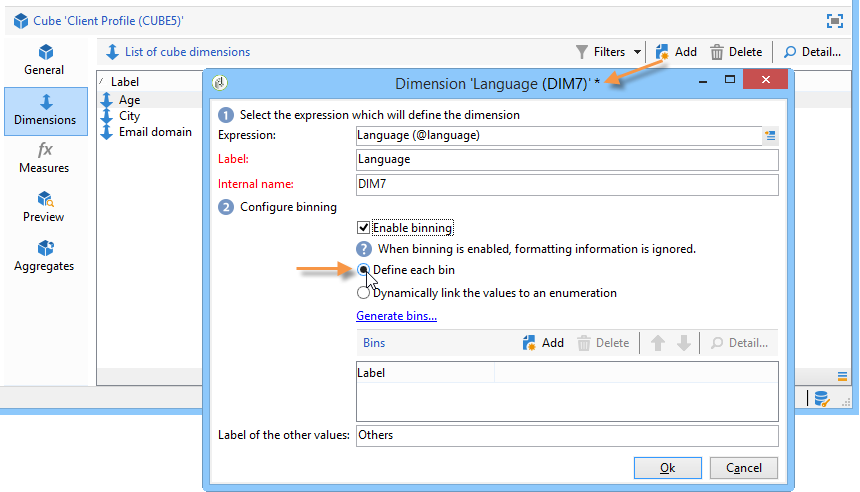 Cube 'Client Profile (CUBE5)'
General
Dimensions
Measures
Preview
Aggregates
List of cube dimensions
Filters Add Delete Detail...
Label
Age
City
Email domain
Dimension 'Language (DIM7)' *
1 Select the expression which will define the dimension
Expression: Language (@language)
Label: Language
Internal name: DIM7
2 Configure binning
Enable binning
? When binning is enabled, formatting information is ignored.
Define each bin
Dynamically link the values to an enumeration
Generate bins...
Bins Add Delete Detail...
Label
Label of the other values: Others
Ok Cancel